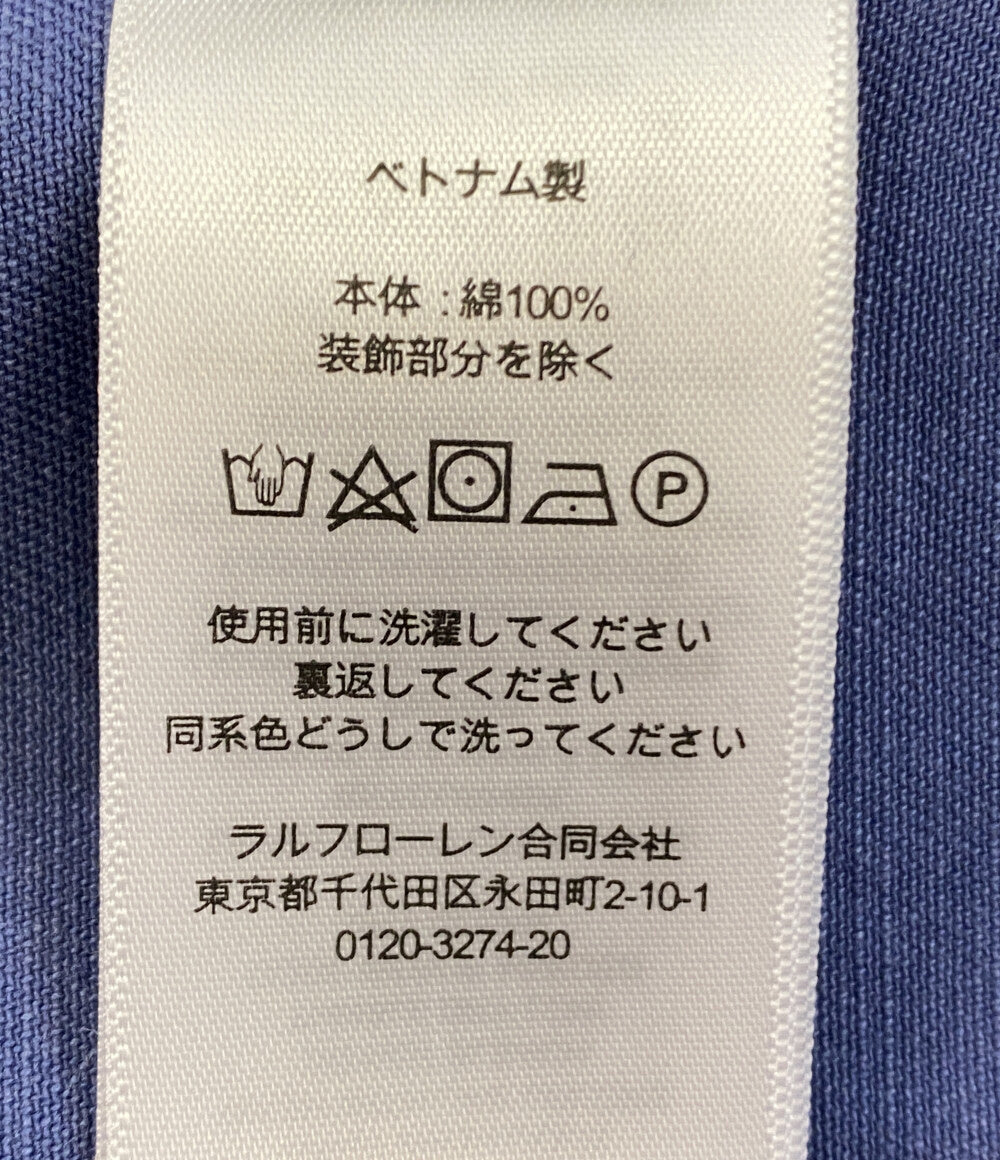 ベトナム製
本体 : 綿100%
装飾部分を除く
P
使用前に洗濯してください
裏返してください
同系色どうしで洗ってください
ラルフローレン合同会社
東京都千代田区永田町2-10-1
0120-3274-20